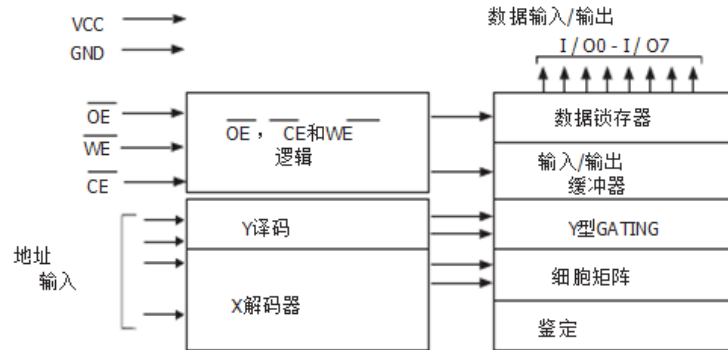 数据输入/输出
I / O0 - I / O7
VCC
GND
OE
WE
CE
OE， CE和WE
逻辑
数据锁存器
输入/输出
缓冲器
地址
输入
Y译码
X解码器
Y型GATING
细胞矩阵
鉴定